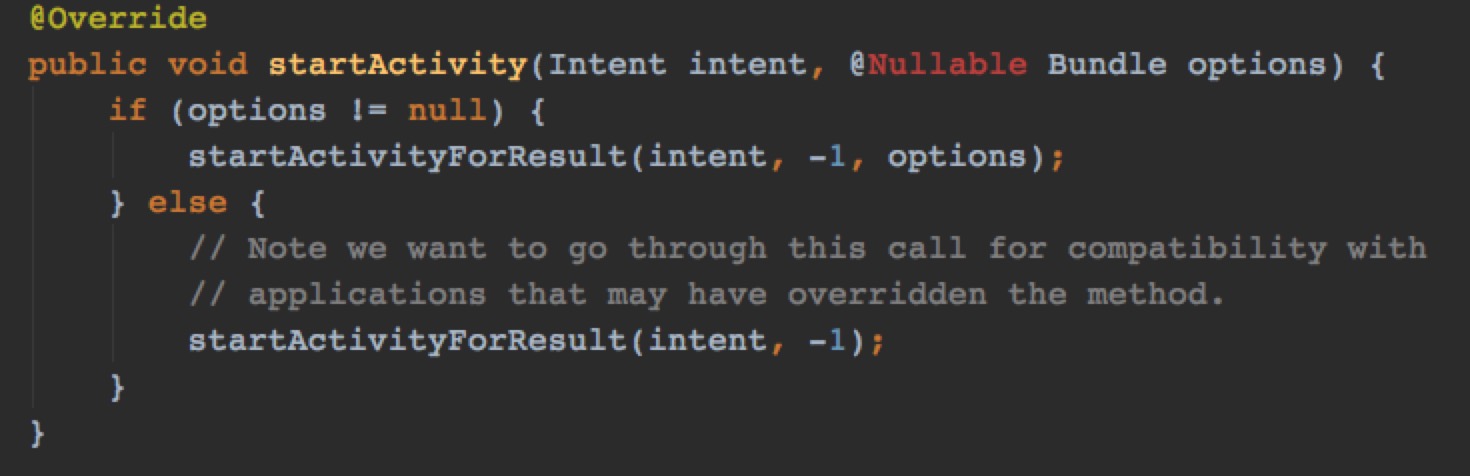 @Override
public void startActivity(Intent intent, @Nullable Bundle options) {
    if (options != null) {
        startActivityForResult(intent, -1, options);
    } else {
        // Note we want to go through this call for compatibility with
        // applications that may have overridden the method.
        startActivityForResult(intent, -1);
    }
}